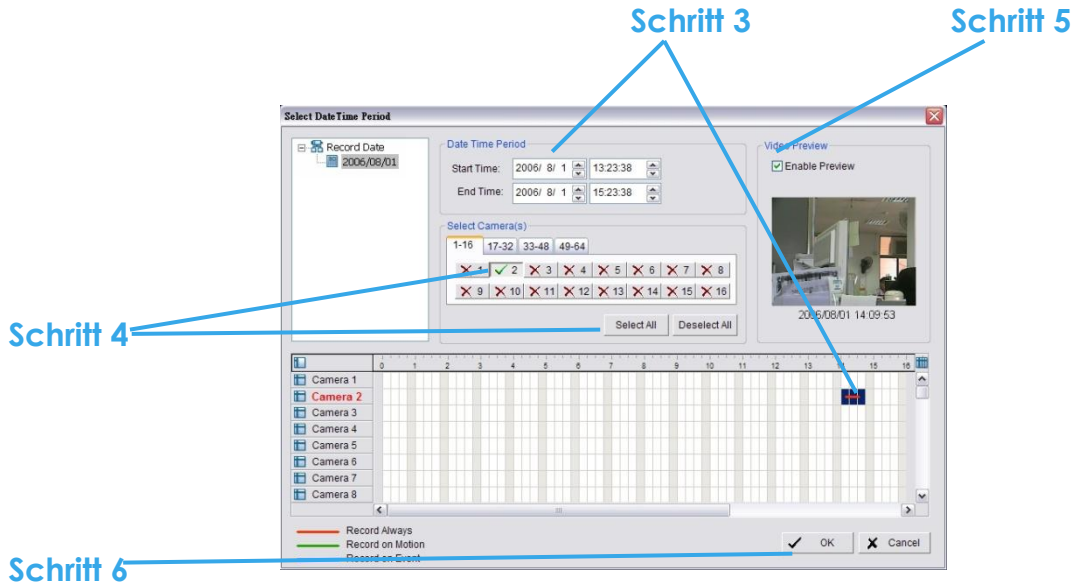 Schritt 3
Schritt 5
Select DateTime Period
Record Date
2006/08/01
Date Time Period
Start Time: 2006/ 8/ 1 13:23:38
End Time: 2006/ 8/ 1 15:23:38
Video Preview
Enable Preview
Select Camera(s)
1-16 17-32 33-48 49-64
1 2 3 4 5 6 7 8
9 10 11 12 13 14 15 16
Select All Deselect All
2006/08/01 14:09:53
Schritt 4
0 1 2 3 4 5 6 7 8 9 10 11 12 13 14 15 16
Camera 1
Camera 2
Camera 3
Camera 4
Camera 5
Camera 6
Camera 7
Camera 8
Record Always
Record on Motion
Record on Event
OK Cancel
Schritt 6